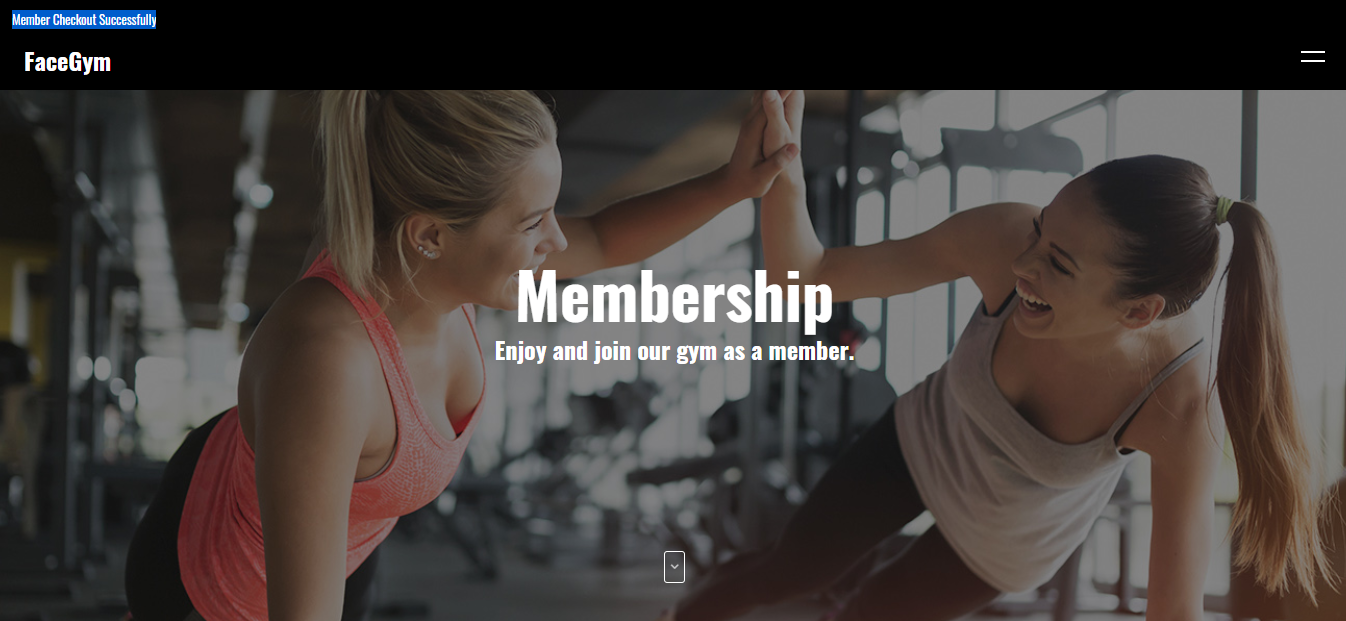 Member Checkout Successfully
FaceGym
Membership
Enjoy and join our gym as a member.